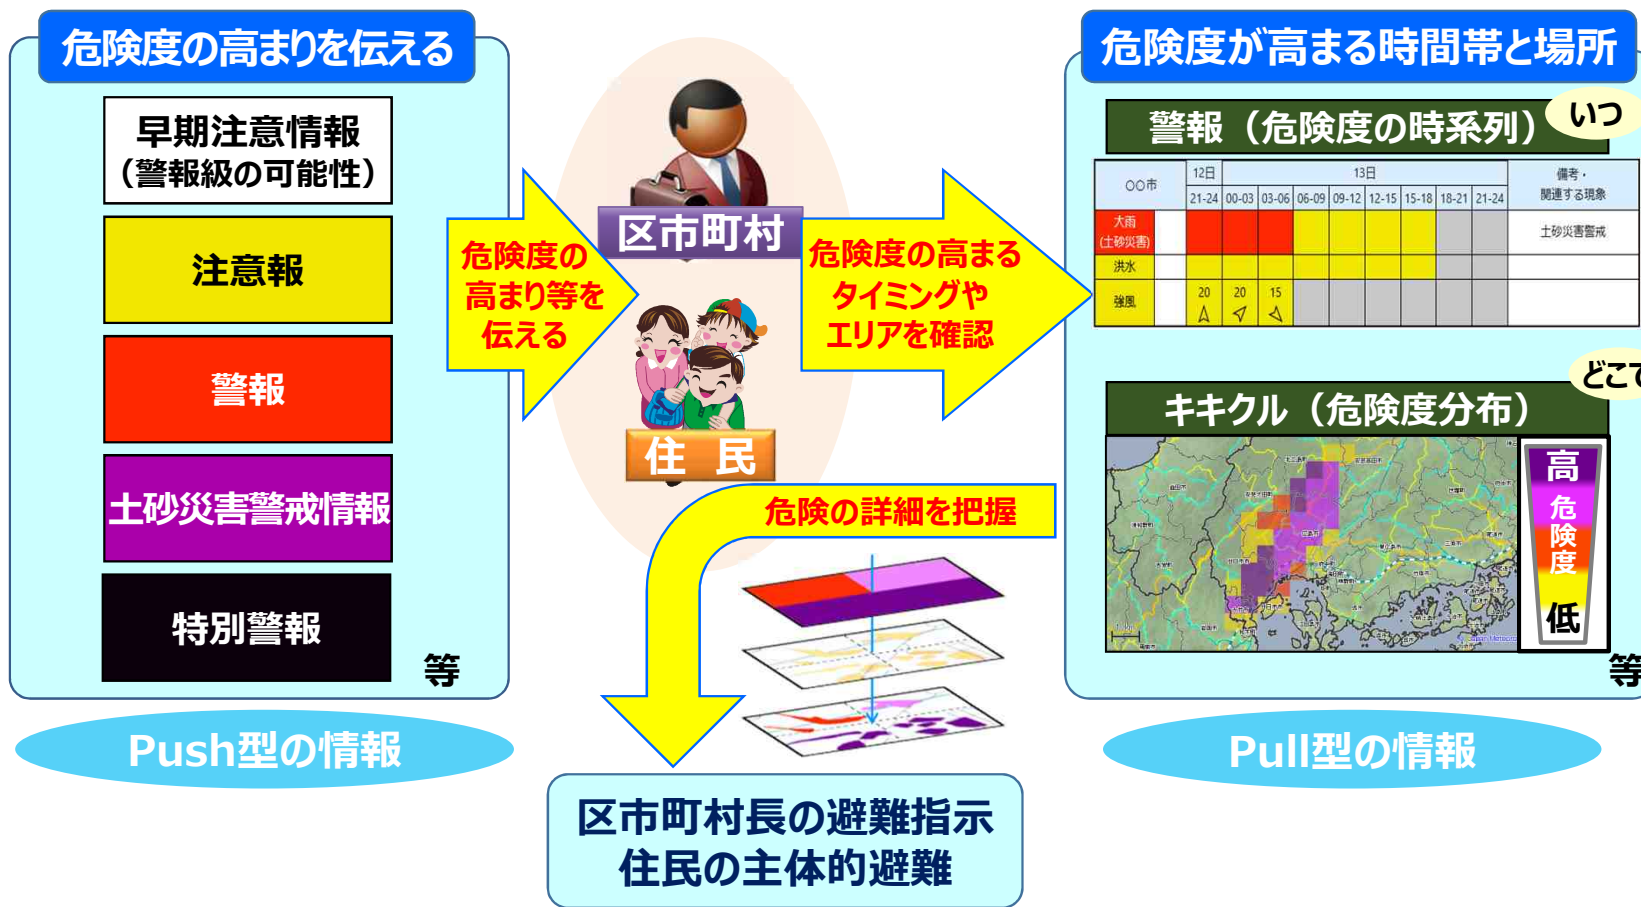 危険度の高まりを伝える
早期注意情報
（警報級の可能性）
注意報
警報
土砂災害警戒情報
特別警報
等
Push型の情報
危険度の
高まり等を
伝える
区市町村
住 民
危険度の高まる
タイミングや
エリアを確認
危険の詳細を把握
区市町村長の避難指示
住民の主体的避難
危険度が高まる時間帯と場所
いつ
警報（危険度の時系列）
〇〇市 12日 13日 備考・
関連する現象
21-24 00-03 03-06 06-09 09-12 12-15 15-18 18-21 21-24
大雨
(土砂災害) 土砂災害警戒
洪水
強風 20 20 15
どこで
キキクル（危険度分布）
高
危険度
低
等
Pull型の情報